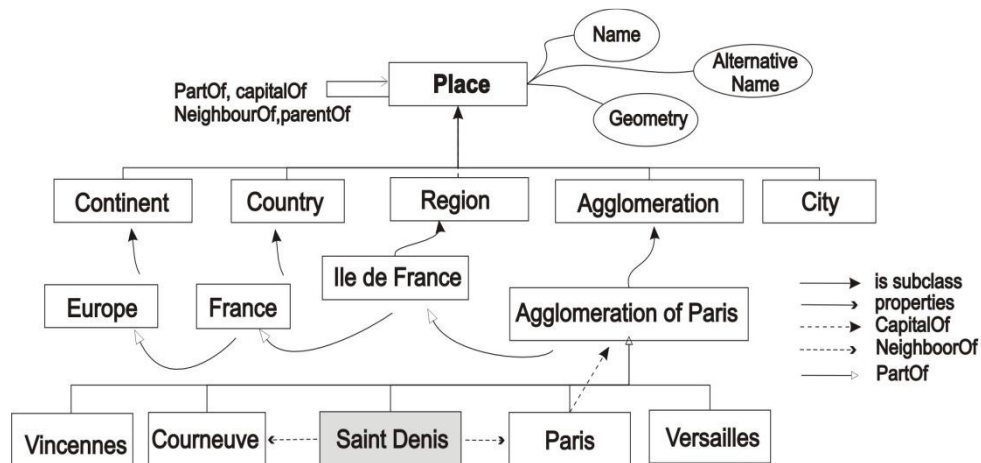 Name
Alternative
Name
Place
PartOf, capitalOf
NeighbourOf,parentOf
Geometry
Continent
Country
Region
Agglomeration
City
Europe
France
Ile de France
Agglomeration of Paris
is subclass
properties
CapitalOf
NeighboorOf
PartOf
Vincennes
Courneuve
Saint Denis
Paris
Versailles